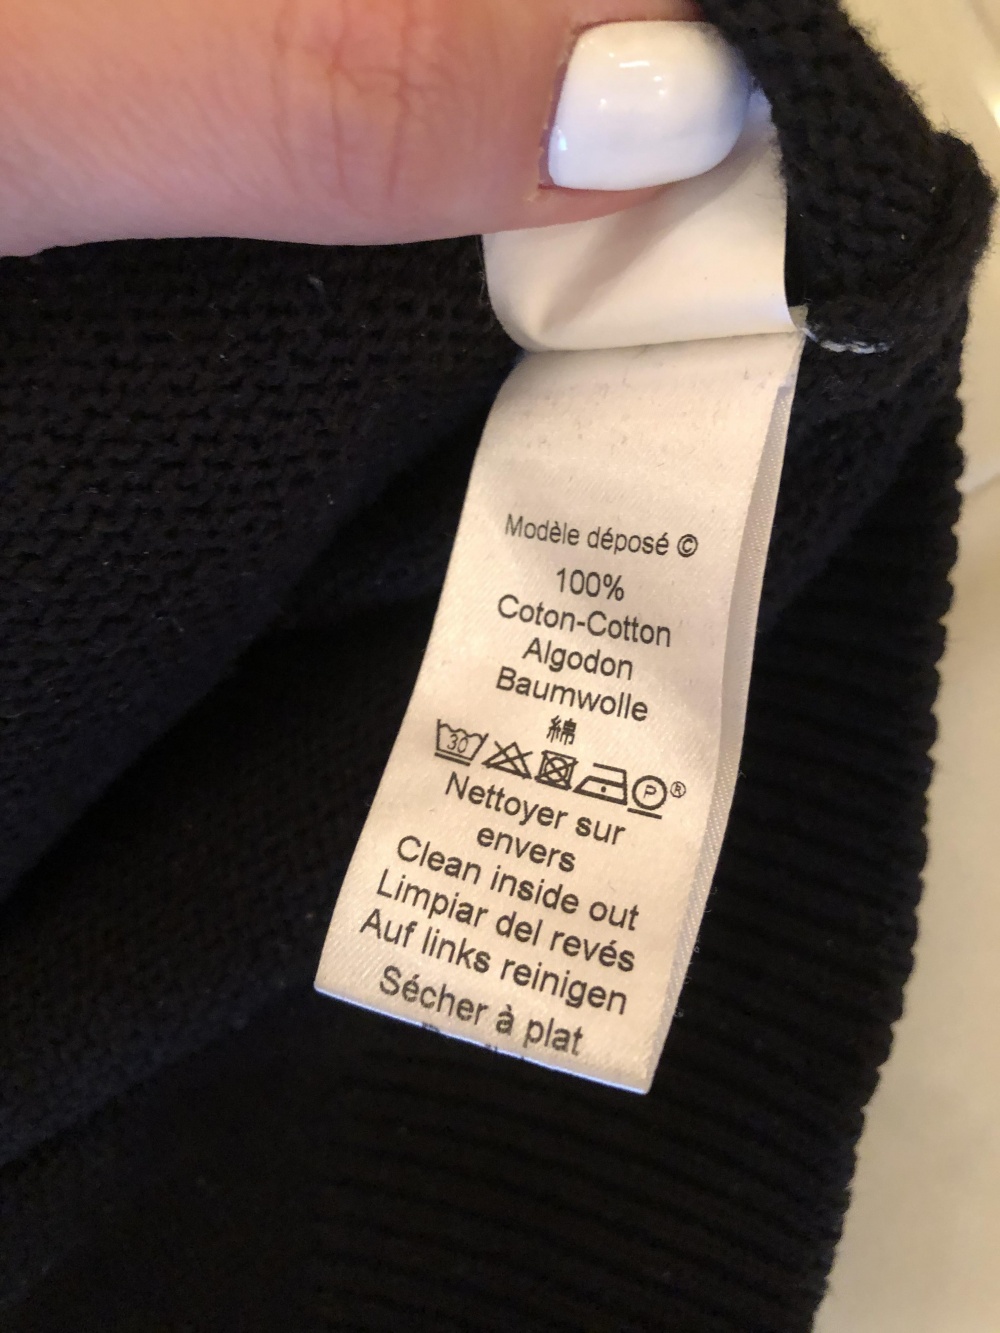 Modèle déposé ©
100%
Coton-Cotton
Algodon
Baumwolle
綿
30 P ®
Nettoyer sur
envers
Clean inside out
Limpiar del revés
Auf links reinigen
Sécher à plat